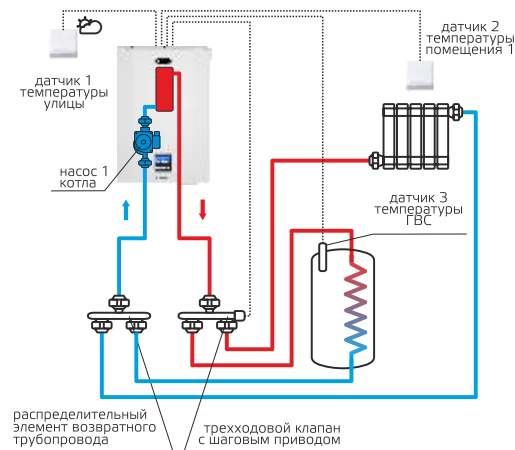 датчик 1
температуры
улицы
датчик 2
температуры
помещения 1
насос 1
котла
датчик 3
температуры
ГВС
распределительный
элемент возвратного
трубопровода
трехходовой клапан
с шаговым приводом